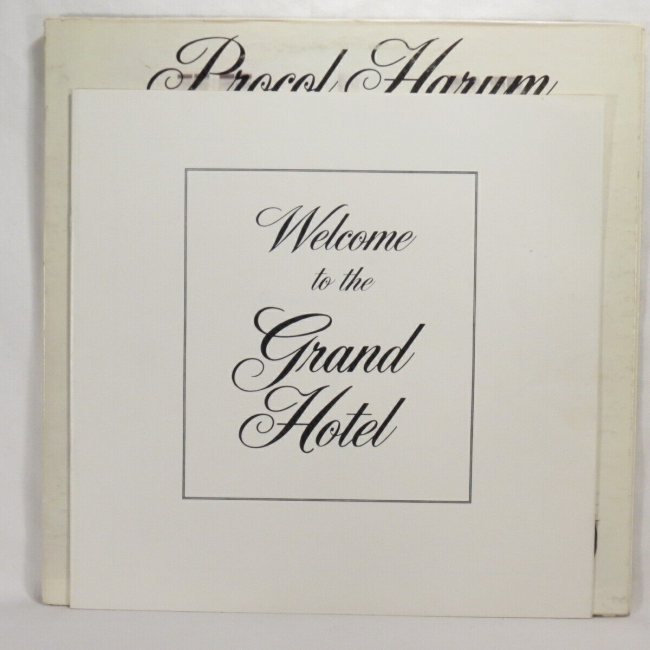 Procol Harum
Welcome
to the
Grand
Hotel